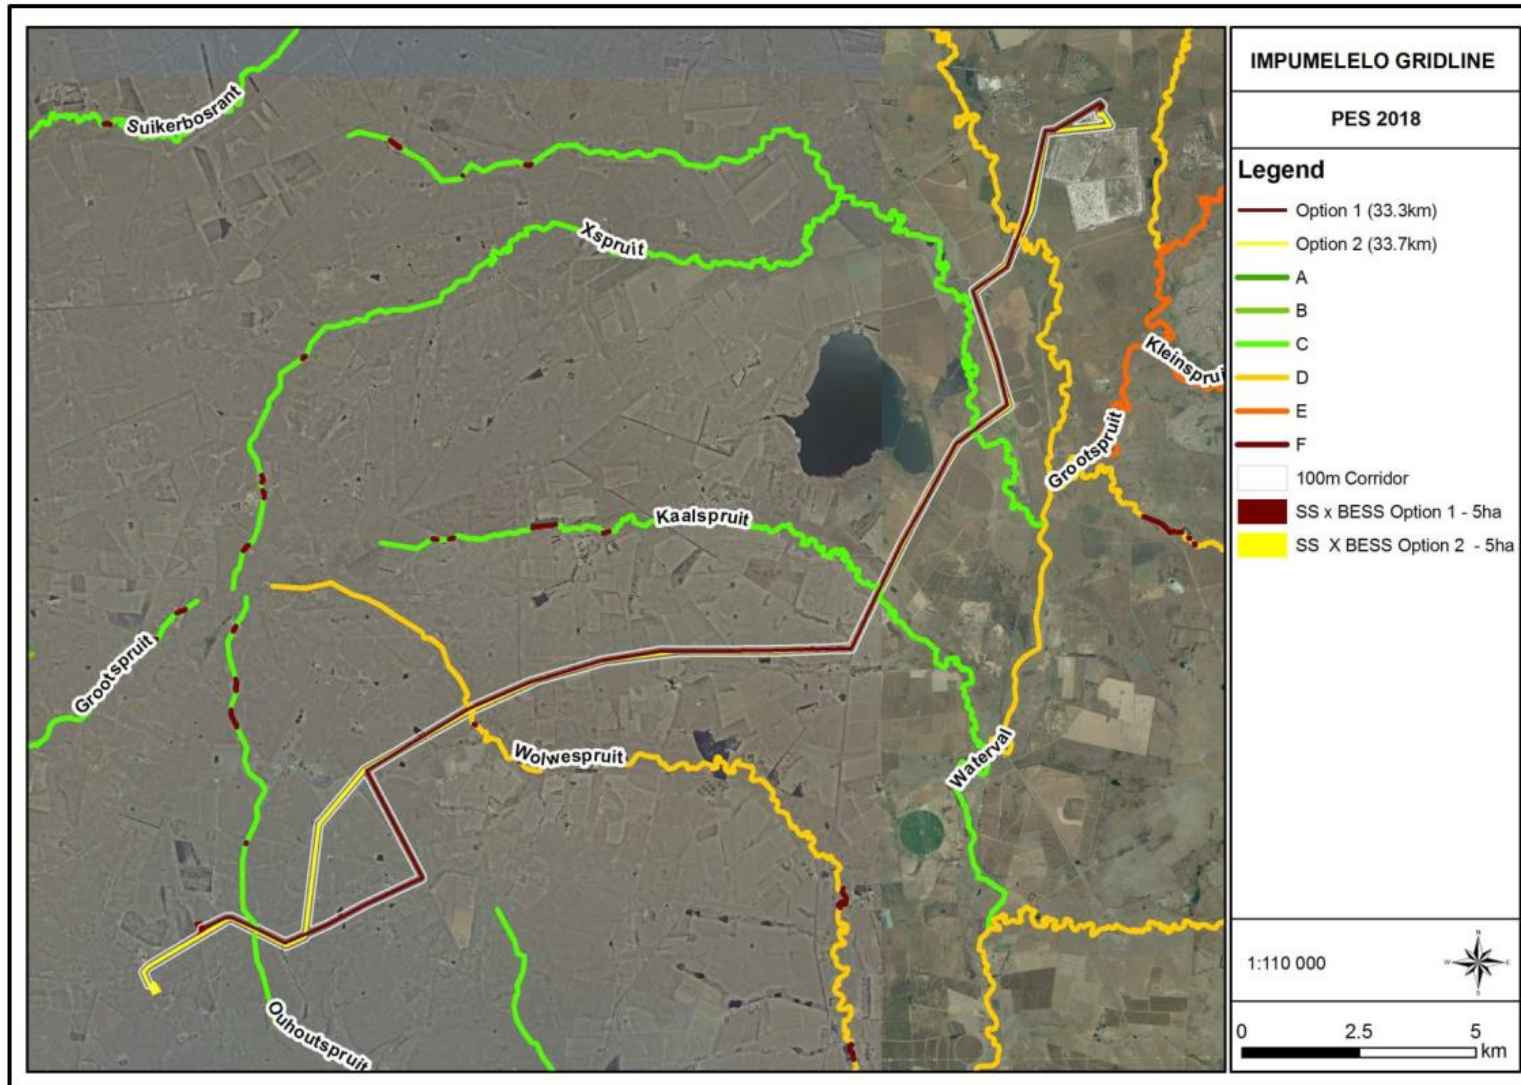 IMPUMELELO GRIDLINE
PES 2018
Legend
Option 1 (33.3km)
Option 2 (33.7km)
A
B
C
D
E
F
100m Corridor
SS x BESS Option 1 - 5ha
SS X BESS Option 2 - 5ha
1:110 000
N
W
E
S
0 2.5 5
km
Suikerbosrant
Xspruit
Kleinspruit
Grootspruit
Kaalspruit
Grootspruit
Wolwespruit
Waterval
Ouhoutspruit